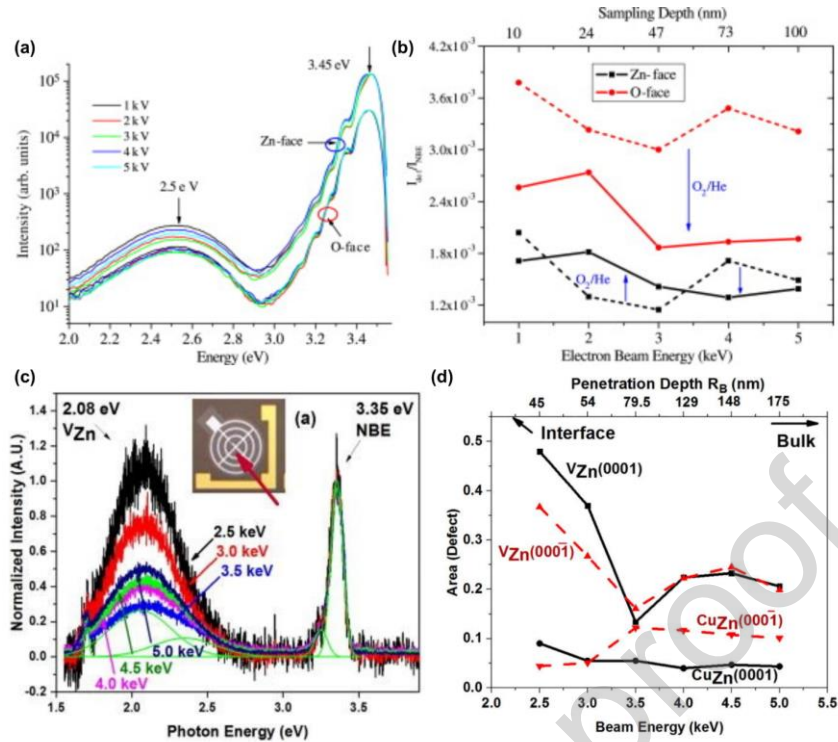 (a)
3.45 eV
10⁵
1 kV
2 kV
3 kV
4 kV
5 kV
10⁴
Zn-face
10³
2.5 e V
10²
O-face
10¹
2.0 2.2 2.4 2.6 2.8 3.0 3.2 3.4 3.6
Energy (eV)
Intensity (arb. units)
(b)
Sampling Depth (nm)
10 24 47 73 100
4.2x10⁻³
Zn-face
O-face
3.6x10⁻³
3.0x10⁻³
O₂/He
2.4x10⁻³
1.8x10⁻³
O₂/He
1.2x10⁻³
1 2 3 4 5
Electron Beam Energy (keV)
(c)
1.4
2.08 eV
VZn
(a)
3.35 eV
NBE
1.2
1.0
0.8
2.5 keV
3.0 keV
0.6
3.5 keV
0.4
0.2
5.0 keV
4.5 keV
0.0
4.0 keV
-0.2
1.5 2.0 2.5 3.0 3.5
Photon Energy (eV)
Normalized Intensity (A.U.)
(d)
Penetration Depth RB (nm)
45 54 79.5 129 148 175
Interface
Bulk
0.5
VZn(0001)
0.4
VZn(0001̄)
0.3
0.2
CuZn(0001̄)
0.1
CuZn(0001)
0.0
2.0 2.5 3.0 3.5 4.0 4.5 5.0 5.5
Beam Energy (keV)
Area (Defect)
proof